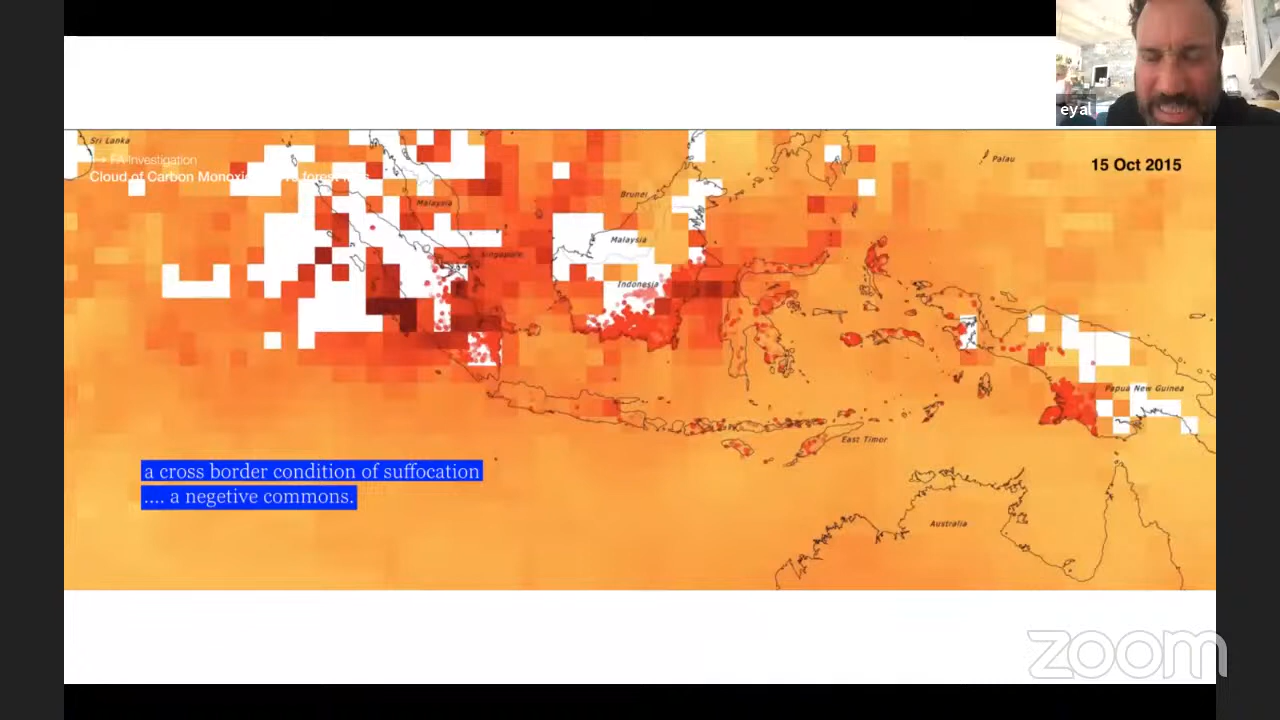 eyal
Sri Lanka
FA Investigation
Cloud of Carbon Monoxi
forest
Palau
15 Oct 2015
Brunei
Malaysia
Malaysia
Singapore
Indonesia
Papua New Guinea
East Timor
a cross border condition of suffocation
.... a negetive commons.
Australia
zoom